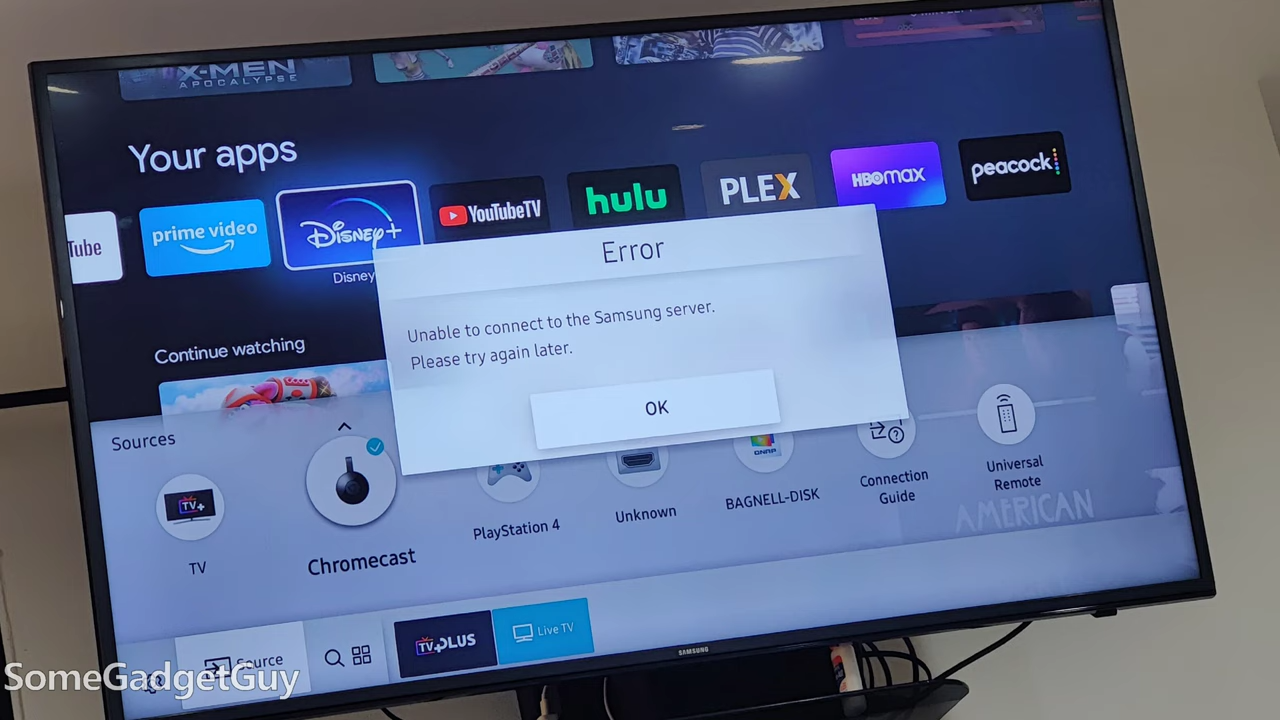 X-MEN
APOCALYPSE
Your apps
Tube
prime video
Disney+
YouTubeTV
hulu
PLEX
HBOMAX
peacock
Disney
Error
Unable to connect to the Samsung server.
Please try again later.
OK
Continue watching
Sources
TV+
TV
Chromecast
PlayStation 4
Unknown
QNAP
BAGNELL-DISK
Connection
Guide
Universal
Remote
AMERICAN
Source
TV PLUS
Live TV
SAMSUNG
SomeGadgetGuy